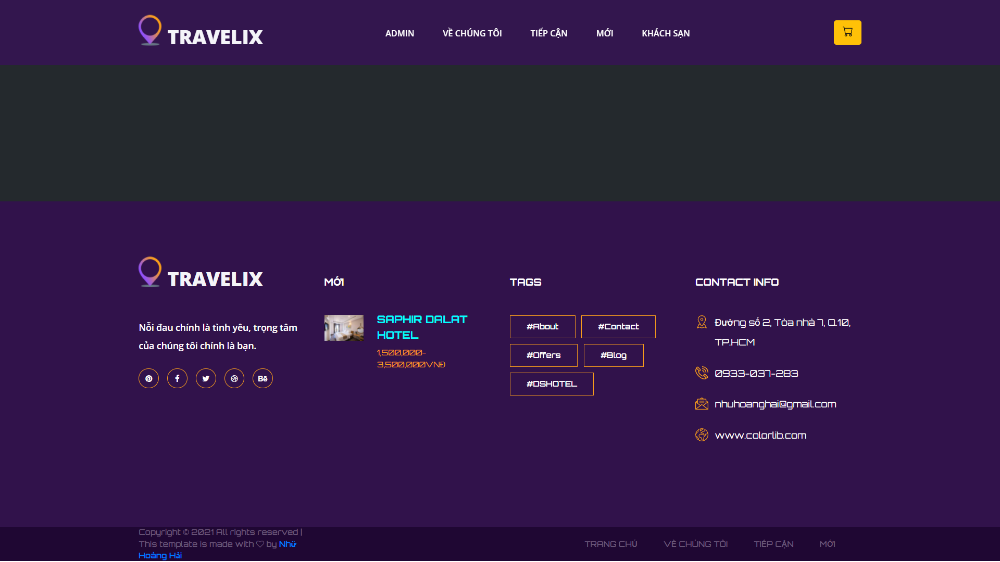 TRAVELIX
ADMIN
VỀ CHÚNG TÔI
TIẾP CẬN
MỚI
KHÁCH SẠN
TRAVELIX
Nỗi đau chính là tình yêu, trọng tâm
của chúng tôi chính là bạn.
Bē
MỚI
SAPHIR DALAT
HOTEL
1,500,000-
3,500,000VNĐ
TAGS
#About
#Contact
#Offers
#Blog
#DSHOTEL
CONTACT INFO
Đường số 2, Tòa nhà 7, Q.10,
TP.HCM
0933-037-283
nhuhoanghai@gmail.com
www.colorlib.com
Copyright © 2021 All rights reserved |
This template is made with ♡ by Nhữ
Hoàng Hải
TRANG CHỦ
VỀ CHÚNG TÔI
TIẾP CẬN
MỚI